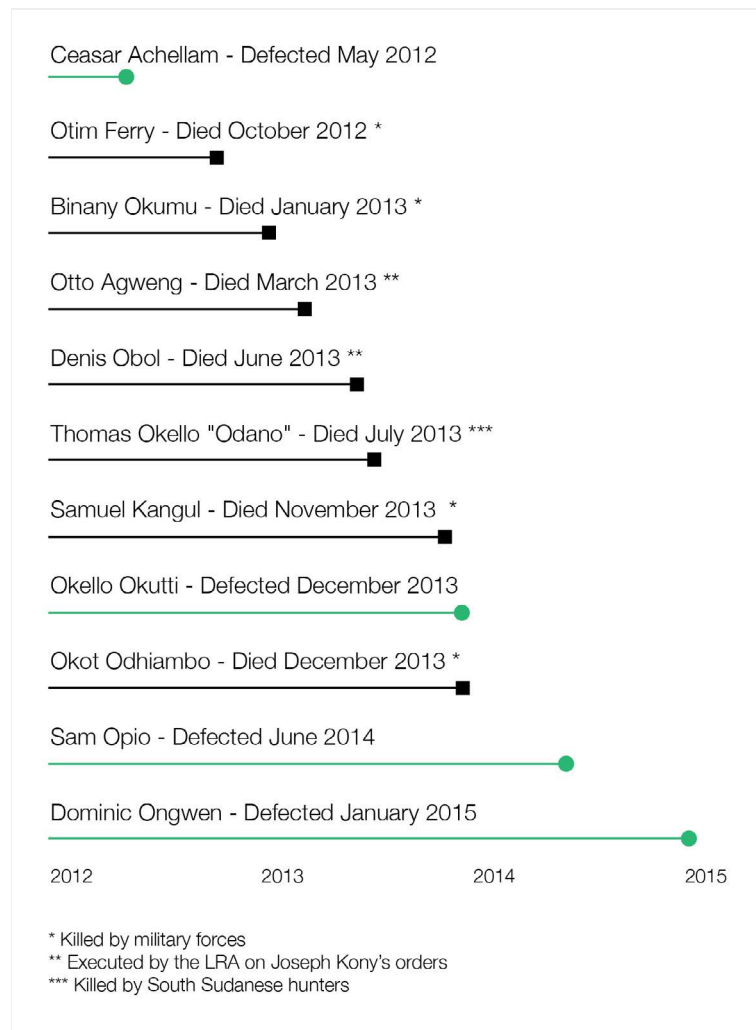 Ceasar Achellam - Defected May 2012
Otim Ferry - Died October 2012 *
Binany Okumu - Died January 2013 *
Otto Agweng - Died March 2013 **
Denis Obol - Died June 2013 **
Thomas Okello "Odano" - Died July 2013 ***
Samuel Kangul - Died November 2013 *
Okello Okutti - Defected December 2013
Okot Odhiambo - Died December 2013 *
Sam Opio - Defected June 2014
Dominic Ongwen - Defected January 2015
2012 2013 2014 2015
* Killed by military forces
** Executed by the LRA on Joseph Kony’s orders
*** Killed by South Sudanese hunters